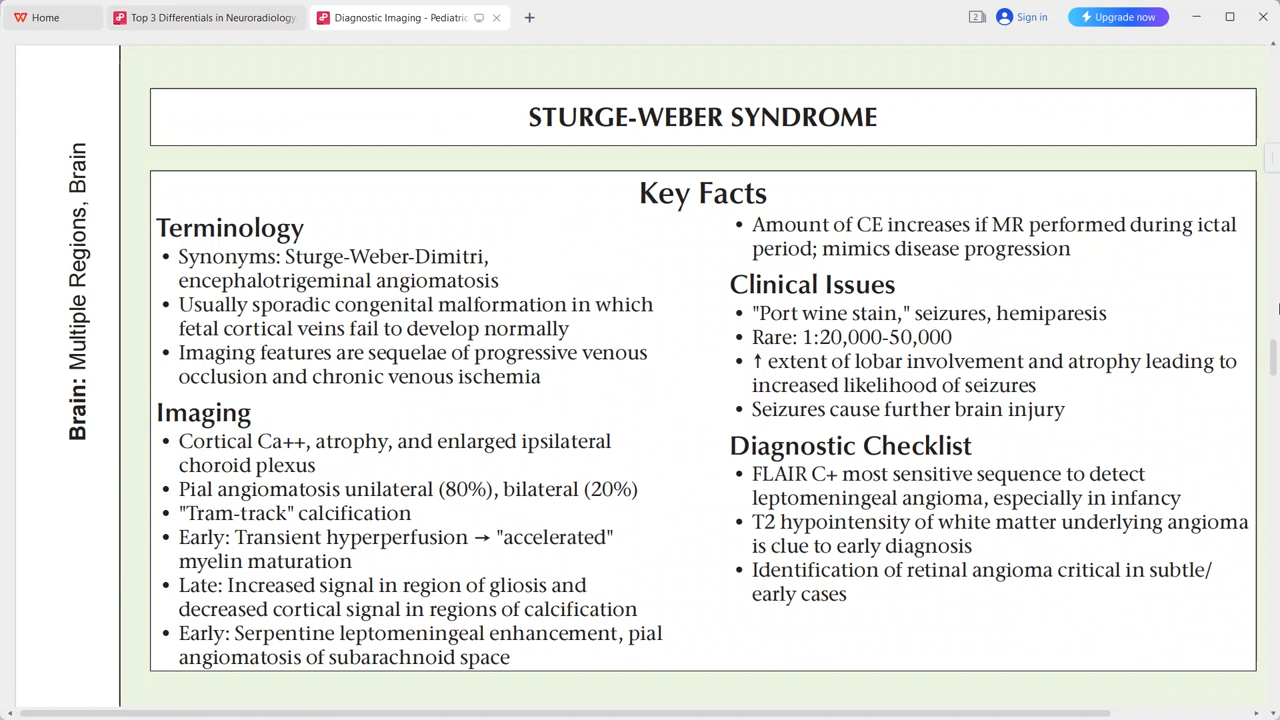 Home
Top 3 Differentials in Neuroradiology.
Diagnostic Imaging - Pediatric
2
Sign in
Upgrade now
Brain: Multiple Regions, Brain
STURGE-WEBER SYNDROME
Key Facts
Terminology
• Synonyms: Sturge-Weber-Dimitri,
encephalotrigeminal angiomatosis
• Usually sporadic congenital malformation in which
fetal cortical veins fail to develop normally
• Imaging features are sequelae of progressive venous
occlusion and chronic venous ischemia
Imaging
• Cortical Ca++, atrophy, and enlarged ipsilateral
choroid plexus
• Pial angiomatosis unilateral (80%), bilateral (20%)
• "Tram-track" calcification
• Early: Transient hyperperfusion → "accelerated"
myelin maturation
• Late: Increased signal in region of gliosis and
decreased cortical signal in regions of calcification
• Early: Serpentine leptomeningeal enhancement, pial
angiomatosis of subarachnoid space
• Amount of CE increases if MR performed during ictal
period; mimics disease progression
Clinical Issues
• "Port wine stain," seizures, hemiparesis
• Rare: 1:20,000-50,000
• ↑ extent of lobar involvement and atrophy leading to
increased likelihood of seizures
• Seizures cause further brain injury
Diagnostic Checklist
• FLAIR C+ most sensitive sequence to detect
leptomeningeal angioma, especially in infancy
• T2 hypointensity of white matter underlying angioma
is clue to early diagnosis
• Identification of retinal angioma critical in subtle/
early cases